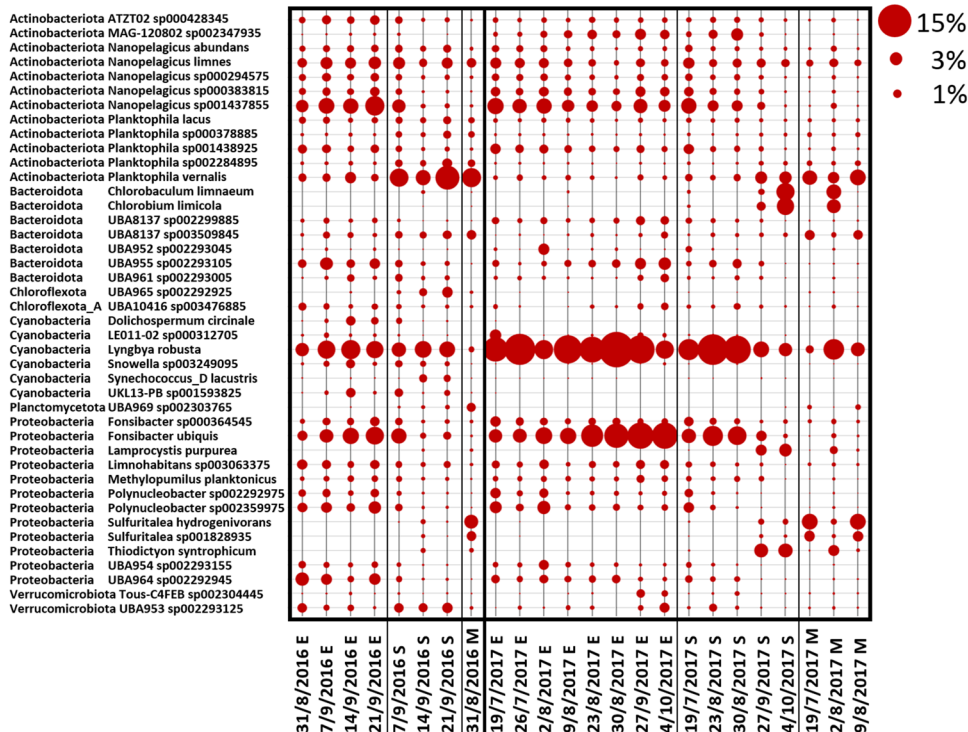 Actinobacteriota ATZT02 sp000428345
Actinobacteriota MAG-120802 sp002347935
Actinobacteriota Nanopelagicus abundans
Actinobacteriota Nanopelagicus limnes
Actinobacteriota Nanopelagicus sp000294575
Actinobacteriota Nanopelagicus sp000383815
Actinobacteriota Nanopelagicus sp001437855
Actinobacteriota Planktophila lacus
Actinobacteriota Planktophila sp000378885
Actinobacteriota Planktophila sp001438925
Actinobacteriota Planktophila sp002284895
Actinobacteriota Planktophila vernalis
Bacteroidota Chlorobaculum limnaeum
Bacteroidota Chlorobium limicola
Bacteroidota UBA8137 sp002299885
Bacteroidota UBA8137 sp003509845
Bacteroidota UBA952 sp002293045
Bacteroidota UBA955 sp002293105
Bacteroidota UBA961 sp002293005
Chloroflexota UBA965 sp002292925
Chloroflexota_A UBA10416 sp003476885
Cyanobacteria Dolichospermum circinale
Cyanobacteria LE011-02 sp000312705
Cyanobacteria Lyngbya robusta
Cyanobacteria Snowella sp003249095
Cyanobacteria Synechococcus_D lacustris
Cyanobacteria UKL13-PB sp001593825
Planctomycetota UBA969 sp002303765
Proteobacteria Fonsibacter sp000364545
Proteobacteria Fonsibacter ubiquis
Proteobacteria Lamprocystis purpurea
Proteobacteria Limnohabitans sp003063375
Proteobacteria Methylopumilus planktonicus
Proteobacteria Polynucleobacter sp002292975
Proteobacteria Polynucleobacter sp002359975
Proteobacteria Sulfuritalea hydrogenivorans
Proteobacteria Sulfuritalea sp001828935
Proteobacteria Thiodictyon syntrophicum
Proteobacteria UBA954 sp002293155
Proteobacteria UBA964 sp002292945
Verrucomicrobiota Tous-C4FEB sp002304445
Verrucomicrobiota UBA953 sp002293125
15%
3%
1%
31/8/2016 E
7/9/2016 E
14/9/2016 E
21/9/2016 E
7/9/2016 S
14/9/2016 S
21/9/2016 S
31/8/2016 M
19/7/2017 E
26/7/2017 E
2/8/2017 E
9/8/2017 E
23/8/2017 E
30/8/2017 E
27/9/2017 E
4/10/2017 E
19/7/2017 S
23/8/2017 S
30/8/2017 S
27/9/2017 S
4/10/2017 S
19/7/2017 M
2/8/2017 M
9/8/2017 M